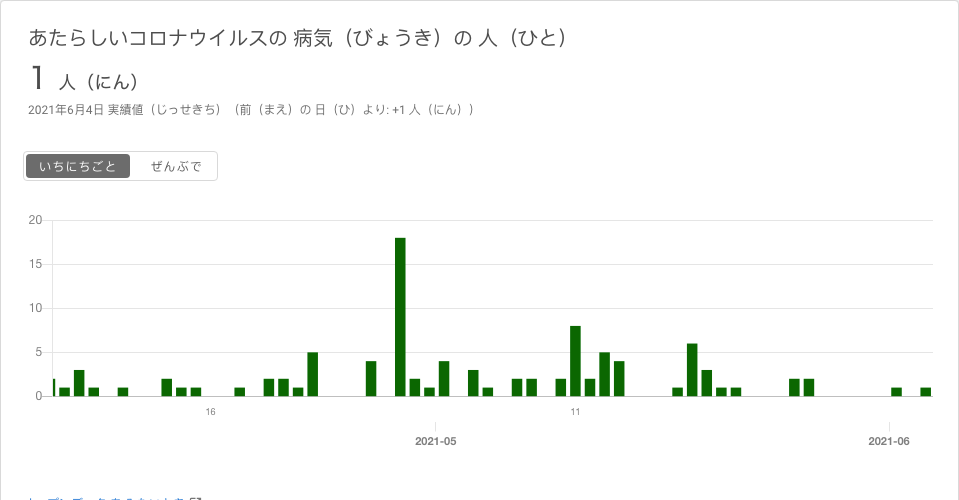 あたらしいコロナウイルスの 病気（びょうき）の 人（ひと）
1 人（にん）
2021年6月4日 実績値（じっせきち）（前（まえ）の 日（ひ）より: +1 人（にん））
いちにちごと ぜんぶで
20
15
10
5
0
16 11
2021-05 2021-06